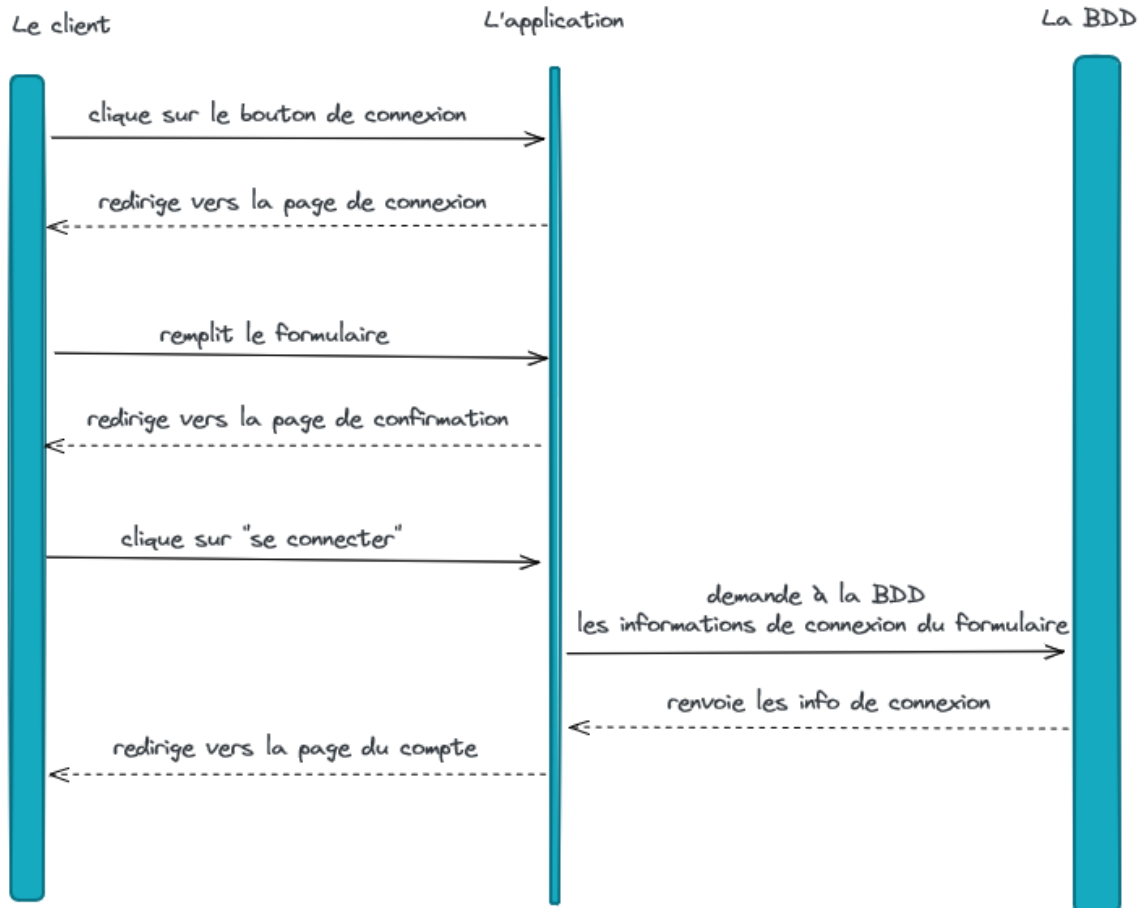 Le client
L'application
La BDD
clique sur le bouton de connexion
redirige vers la page de connexion
remplit le formulaire
redirige vers la page de confirmation
clique sur "se connecter"
demande à la BDD
les informations de connexion du formulaire
renvoie les info de connexion
redirige vers la page du compte